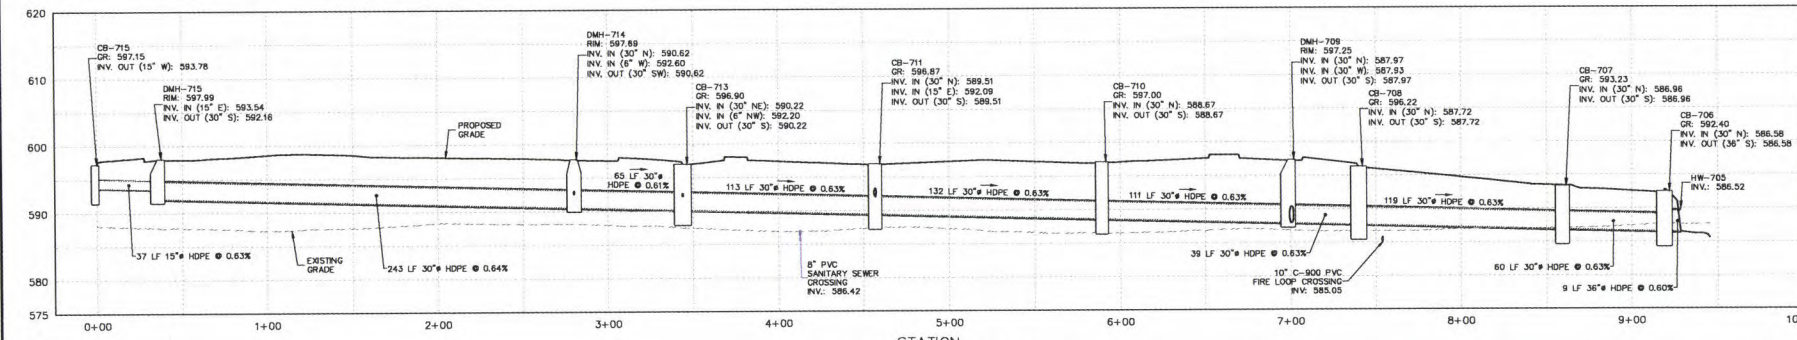 620
610
600
590
580
575
CB-715
GR: 597.15
INV. OUT (15" W): 593.78
DMH-715
RIM: 597.99
INV. IN (15" E): 593.54
INV. OUT (30" S): 592.16
PROPOSED
GRADE
DMH-714
RIM: 597.69
INV. IN (30" N): 590.62
INV. IN (6" W): 592.60
INV. OUT (30" SW): 590.62
CB-713
GR: 596.90
INV. IN (30" NE): 590.22
INV. IN (6" NW): 592.20
INV. OUT (30" S): 590.22
CB-711
GR: 596.87
INV. IN (30" N): 589.51
INV. IN (15" E): 592.09
INV. OUT (30" S): 589.51
CB-710
GR: 597.00
INV. IN (30" N): 588.67
INV. OUT (30" S): 588.67
DMH-709
RIM: 597.25
INV. IN (30" N): 587.97
INV. IN (30" W): 587.93
INV. OUT (30" S): 587.97
CB-708
GR: 596.22
INV. IN (30" N): 587.72
INV. OUT (30" S): 587.72
CB-707
GR: 593.23
INV. IN (30" N): 586.96
INV. OUT (30" S): 586.96
CB-706
GR: 592.40
INV. IN (30" N): 586.58
INV. OUT (36" S): 586.58
HW-705
INV.: 586.52
65 LF 30"ø
HDPE @ 0.61%
113 LF 30"ø HDPE @ 0.63%
132 LF 30"ø HDPE @ 0.63%
111 LF 30"ø HDPE @ 0.63%
119 LF 30"ø HDPE @ 0.63%
37 LF 15"ø HDPE @ 0.63%
EXISTING
GRADE
243 LF 30"ø HDPE @ 0.64%
8" PVC
SANITARY SEWER
CROSSING
INV.: 586.42
39 LF 30"ø HDPE @ 0.63%
10" C-900 PVC
FIRE LOOP CROSSING
INV: 585.05
60 LF 30"ø HDPE @ 0.63%
9 LF 36"ø HDPE @ 0.60%
0+00 1+00 2+00 3+00 4+00 5+00 6+00 7+00 8+00 9+00 10
STATION